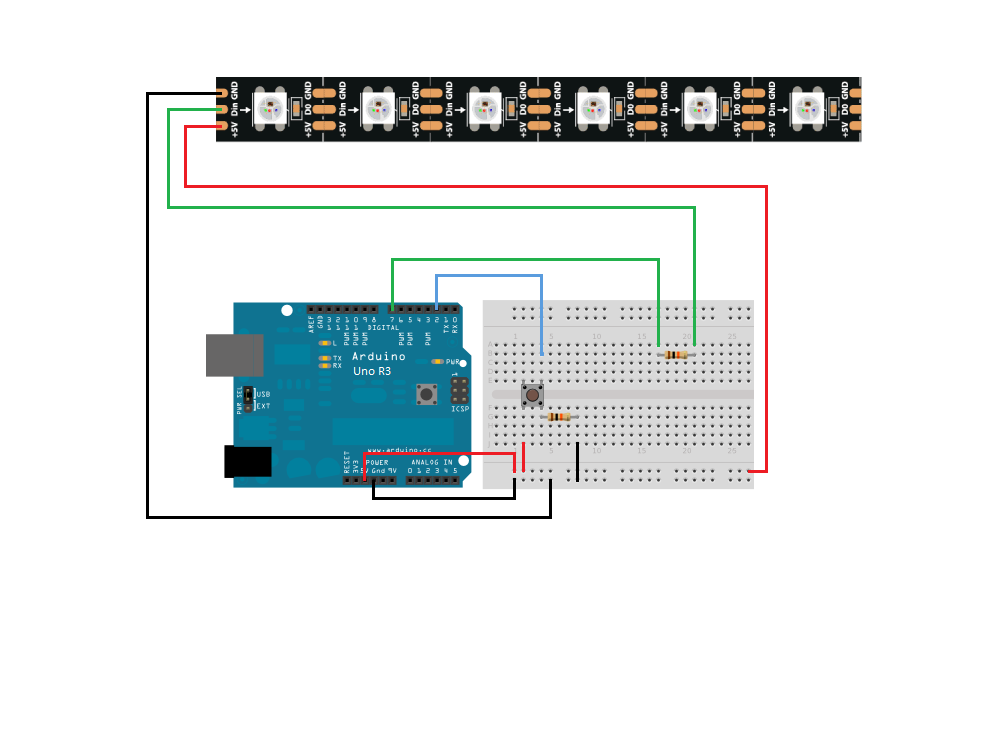 GND Din +5V
GND D0 +5V GND Din +5V
GND D0 +5V GND Din +5V
GND D0 +5V GND Din +5V
GND D0 +5V GND Din +5V
GND D0 +5V GND Din +5V
GND D0 +5V
AREF GND 13 12 11 10 9 8 7 6 5 4 3 2 TX 1 RX 0
PWM PWM PWM PWM PWM PWM
DIGITAL
L
TX
RX
Arduino
Uno R3
PWR
1
ICSP
PWR SEL
USB
EXT
www.arduino.cc
RESET 3V3
POWER
5V Gnd 9V
ANALOG IN
0 1 2 3 4 5
1 5 10 15 20 25
5 10 15 20 25